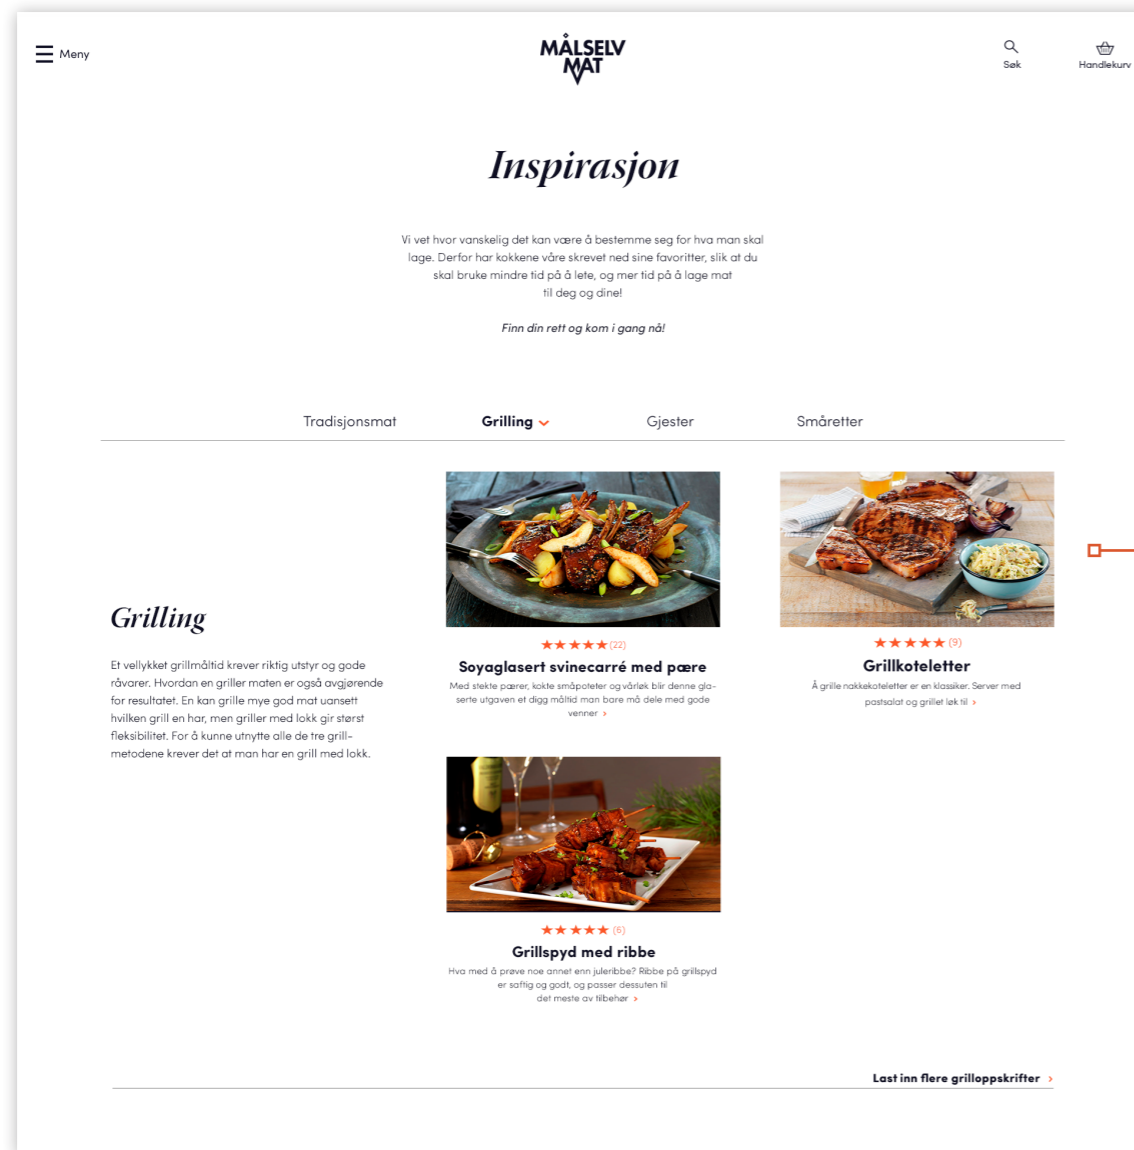 Meny
MÅLSELV
MAT
Søk
Handlekurv
Inspirasjon
Vi vet hvor vanskelig det kan være å bestemme seg for hva man skal
lage. Derfor har kokkene våre skrevet ned sine favoritter, slik at du
skal bruke mindre tid på å lete, og mer tid på å lage mat
til deg og dine!
Finn din rett og kom i gang nå!
Tradisjonsmat
Grilling
Gjester
Småretter
Grilling
Et vellykket grillmåltid krever riktig utstyr og gode
råvarer. Hvordan en griller maten er også avgjørende
for resultatet. En kan grille mye god mat uansett
hvilken grill en har, men griller med lokk gir størst
fleksibilitet. For å kunne utnytte alle de tre grill-
metodene krever det at man har en grill med lokk.
★★★★★(22)
Soyaglasert svinecarré med pære
Med stekte pærer, kokte småpoteter og vårløk blir denne gla-
serte utgaven et digg måltid man bare må dele med gode
venner >
★★★★★ (9)
Grillkoteletter
Å grille nakkekoteletter er en klassiker. Server med
pastsalat og grillet løk til >
★★★★★ (6)
Grillspyd med ribbe
Hva med å prøve noe annet enn juleribbe? Ribbe på grillspyd
er saftig og godt, og passer dessuten til
det meste av tilbehør >
Last inn flere grilloppskrifter >